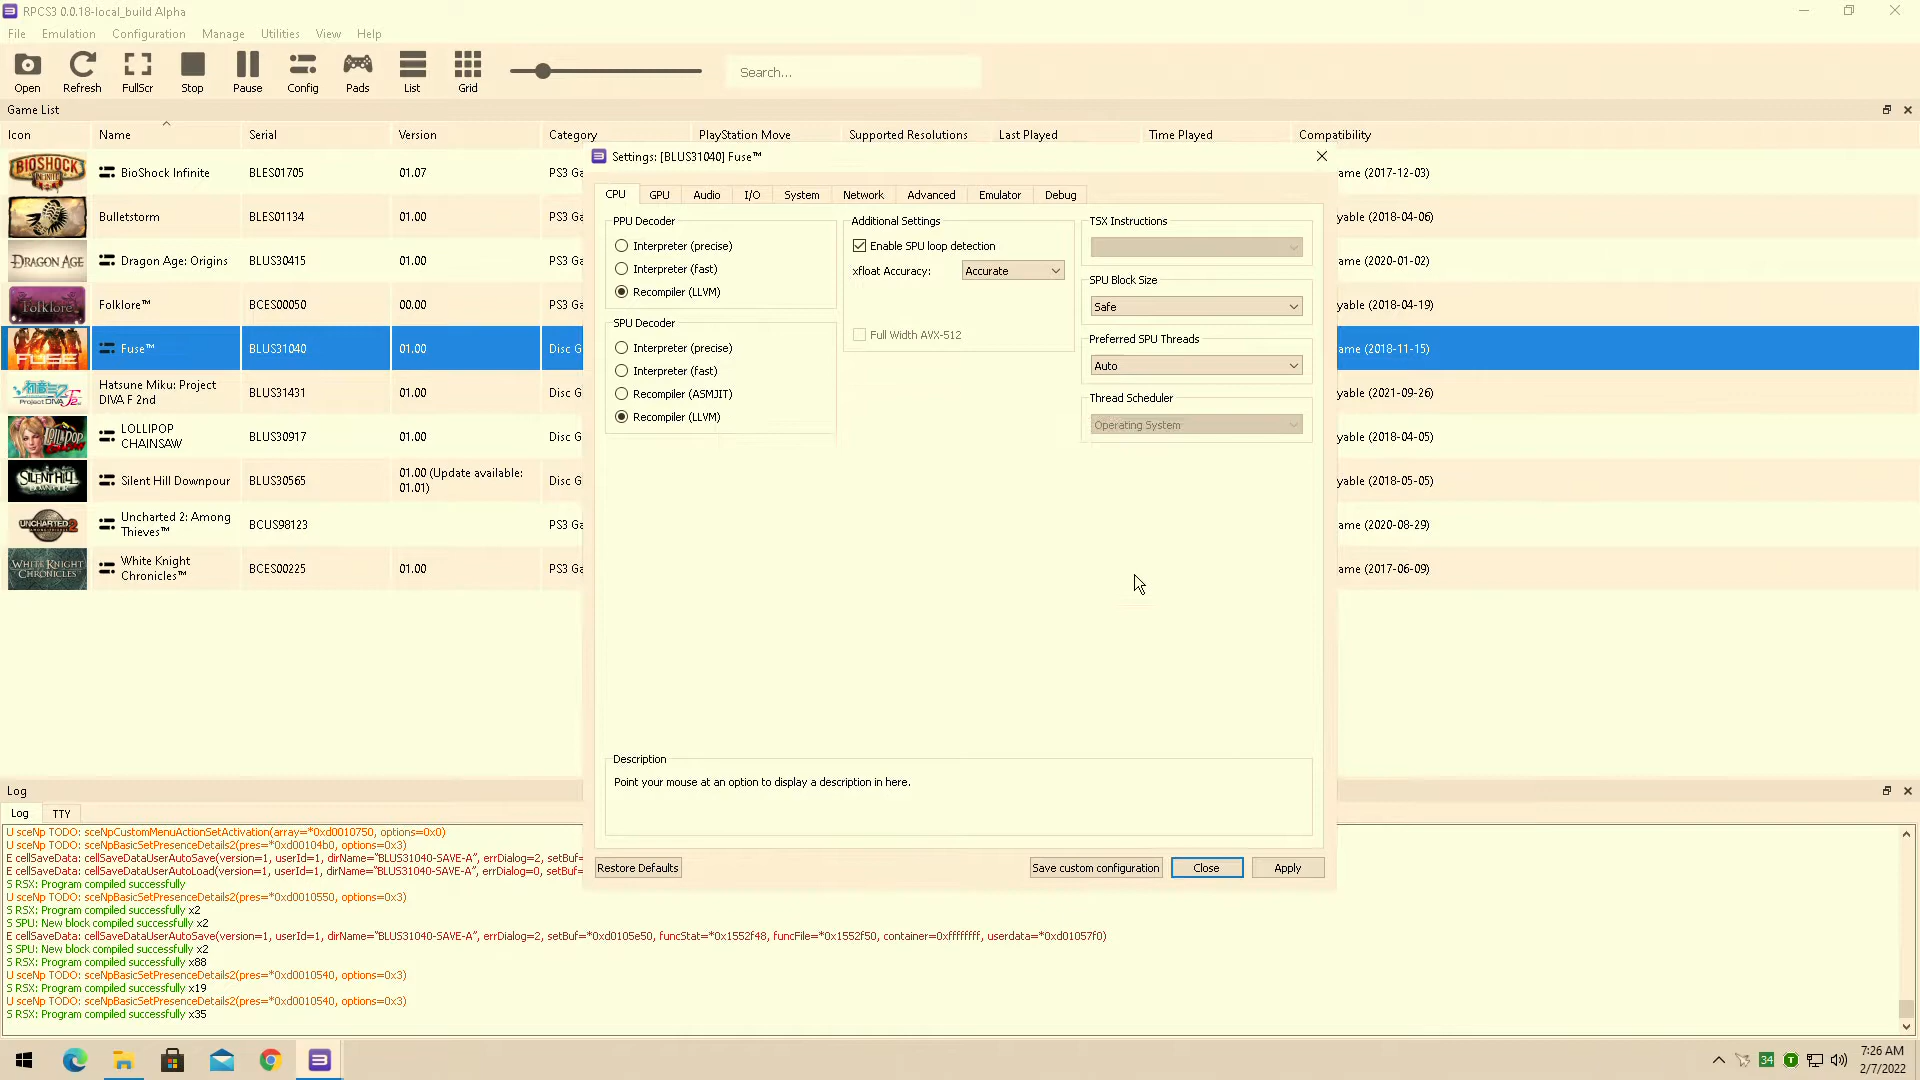 RPCS3 0.0.18-local_build Alpha
File Emulation Configuration Manage Utilities View Help
Open Refresh FullScr Stop Pause Config Pads List Grid Search...
Game List
Icon Name Serial Version Category PlayStation Move Supported Resolutions Last Played Time Played Compatibility
BIOSHOCK INFINITE BioShock Infinite BLES01705 01.07 PS3 Ga ame (2017-12-03)
Bulletstorm BLES01134 01.00 PS3 Ga yable (2018-04-06)
DRAGON AGE Dragon Age: Origins BLUS30415 01.00 PS3 Ga yable (2020-01-02)
Folklore Folklore™ BCES00050 00.00 PS3 Ga yable (2018-04-19)
FUSE Fuse™ BLUS31040 01.00 Disc G ame (2018-11-15)
Hatsune Miku: Project
DIVA F 2nd BLUS31431 01.00 Disc G yable (2021-09-26)
LOLLIPOP
CHAINSAW BLUS30917 01.00 Disc G yable (2018-04-05)
SILENT HILL Silent Hill Downpour BLUS30565 01.00 (Update available:
01.01) Disc G yable (2018-05-05)
UNCHARTED 2 Uncharted 2: Among
Thieves™ BCUS98123 PS3 Ga ame (2020-08-29)
WHITE KNIGHT CHRONICLES White Knight
Chronicles™ BCES00225 01.00 PS3 Ga ame (2017-06-09)
Settings: [BLUS31040] Fuse™
CPU GPU Audio I/O System Network Advanced Emulator Debug
PPU Decoder
Interpreter (precise)
Interpreter (fast)
Recompiler (LLVM)
SPU Decoder
Interpreter (precise)
Interpreter (fast)
Recompiler (ASMJIT)
Recompiler (LLVM)
Additional Settings
Enable SPU loop detection
xfloat Accuracy: Accurate
Full Width AVX-512
TSX Instructions
SPU Block Size
Safe
Preferred SPU Threads
Auto
Thread Scheduler
Operating System
Description
Point your mouse at an option to display a description in here.
Restore Defaults Save custom configuration Close Apply
Log
Log TTY
U sceNp TODO: sceNpCustomMenuActionSetActivation(array=*0xd0010750, options=0x0)
U sceNp TODO: sceNpBasicSetPresenceDetails2(pres=*0xd00104b0, options=0x3)
E cellSaveData: cellSaveDataUserAutoSave(version=1, userId=1, dirName="BLUS31040-SAVE-A", errDialog=2, setBuf=
E cellSaveData: cellSaveDataUserAutoLoad(version=1, userId=1, dirName="BLUS31040-SAVE-A", errDialog=0, setBuf=
S RSX: Program compiled successfully
U sceNp TODO: sceNpBasicSetPresenceDetails2(pres=*0xd0010550, options=0x3)
S RSX: Program compiled successfully x2
S SPU: New block compiled successfully x2
E cellSaveData: cellSaveDataUserAutoSave(version=1, userId=1, dirName="BLUS31040-SAVE-A", errDialog=2, setBuf=*0xd0105e50, funcStat=*0x1552f48, funcFile=*0x1552f50, container=0xffffffff, userdata=*0xd01057f0)
S SPU: New block compiled successfully x2
S RSX: Program compiled successfully x88
U sceNp TODO: sceNpBasicSetPresenceDetails2(pres=*0xd0010540, options=0x3)
S RSX: Program compiled successfully x19
U sceNp TODO: sceNpBasicSetPresenceDetails2(pres=*0xd0010540, options=0x3)
S RSX: Program compiled successfully x35
34 T 7:26 AM
2/7/2022